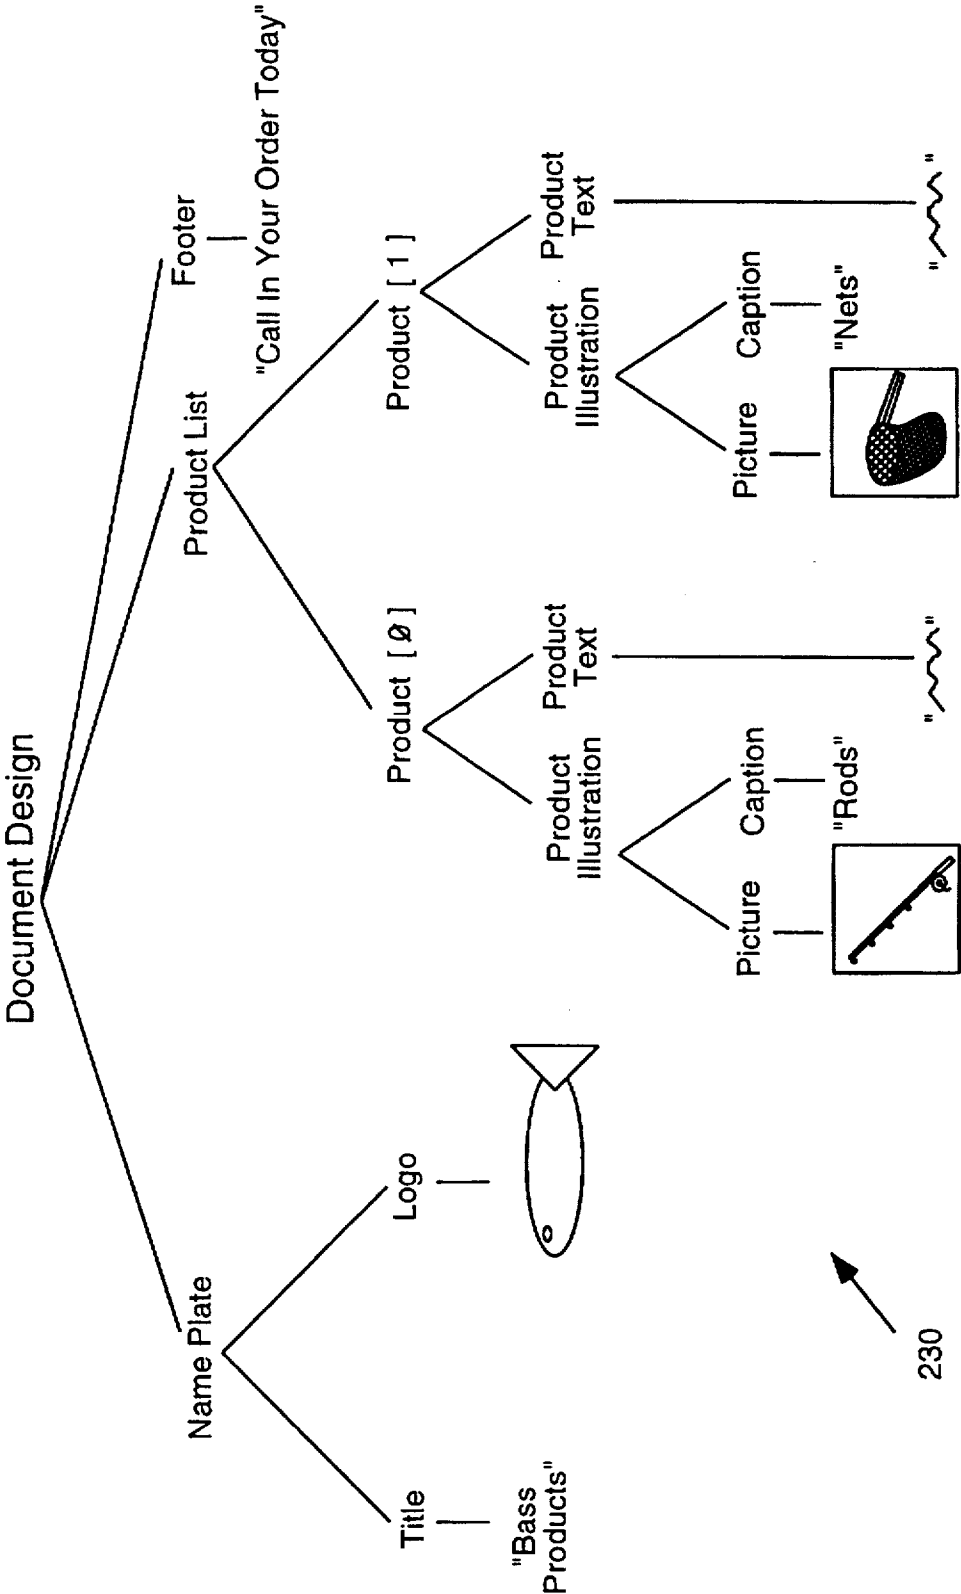 Document Design
Name Plate
Product List
Footer
"Call In Your Order Today"
Title
Logo
Product [0]
Product [1]
"Bass
Products"
Product
Illustration
Product
Text
Product
Illustration
Product
Text
Picture
Caption
Picture
Caption
"Rods"
"Nets"
230